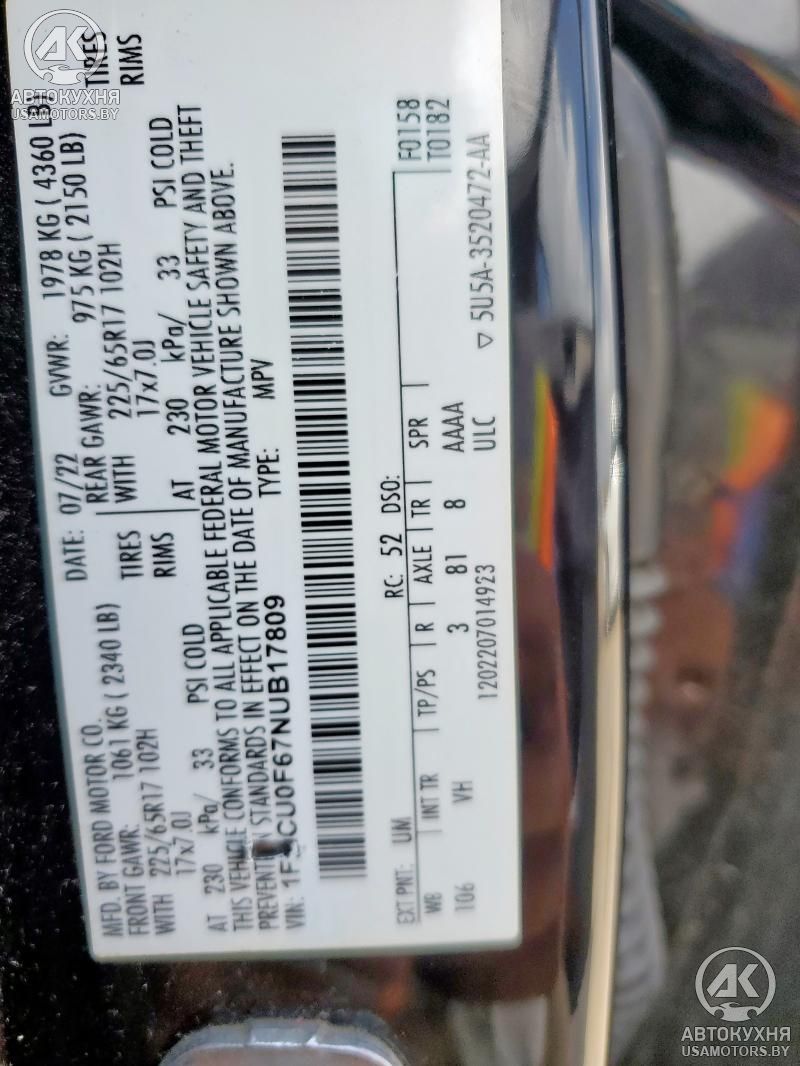 MFD. BY FORD MOTOR CO.
DATE: 07/22 GVWR: 1978 KG ( 4360 LB)
FRONT GAWR: 1061 KG ( 2340 LB)
REAR GAWR: 975 KG ( 2150 LB)
WITH 225/65R17 102H TIRES
WITH 225/65R17 102H TIRES
17x7.0J RIMS
17x7.0J RIMS
AT 230 kPa/ 33 PSI COLD
AT 230 kPa/ 33 PSI COLD
THIS VEHICLE CONFORMS TO ALL APPLICABLE FEDERAL MOTOR VEHICLE SAFETY AND THEFT
PREVENTION STANDARDS IN EFFECT ON THE DATE OF MANUFACTURE SHOWN ABOVE.
VIN: CU0F67NUB17809 TYPE: MPV
EXT PNT: UM RC: 52 DSO: F0158
T0182
WB INT TR TP/PS R AXLE TR SPR
106 VH 3 81 8 AAAA
ULC
1202207014923 ▽ 5U5A-3520472-AA
АВТОКУХНЯ
USAMOTORS.BY
АВТОКУХНЯ
USAMOTORS.BY